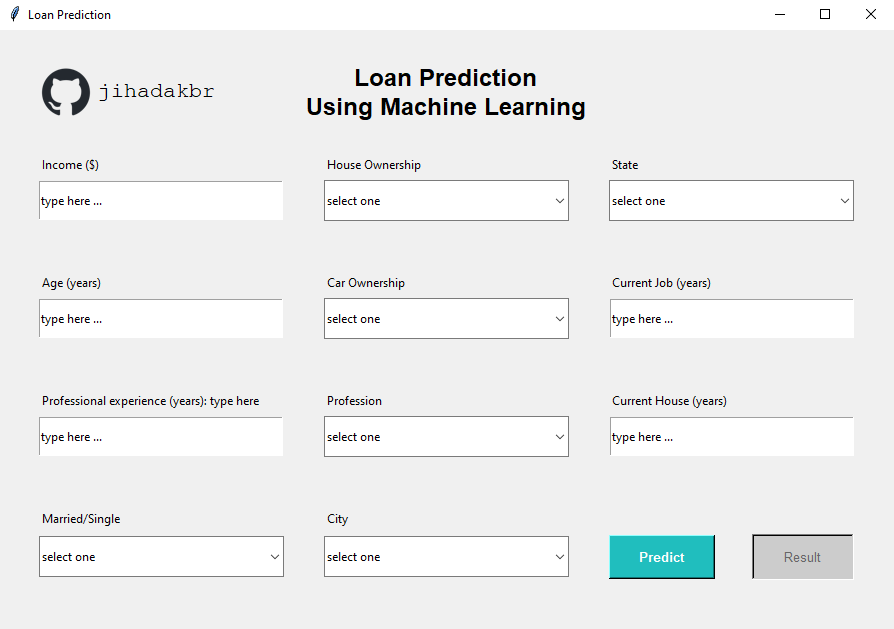 Loan Prediction
jihadakbr
Loan Prediction
Using Machine Learning
Income ($)
House Ownership
State
type here ...
select one
select one
Age (years)
Car Ownership
Current Job (years)
type here ...
select one
type here ...
Professional experience (years): type here
Profession
Current House (years)
type here ...
select one
type here ...
Married/Single
City
select one
select one
Predict
Result